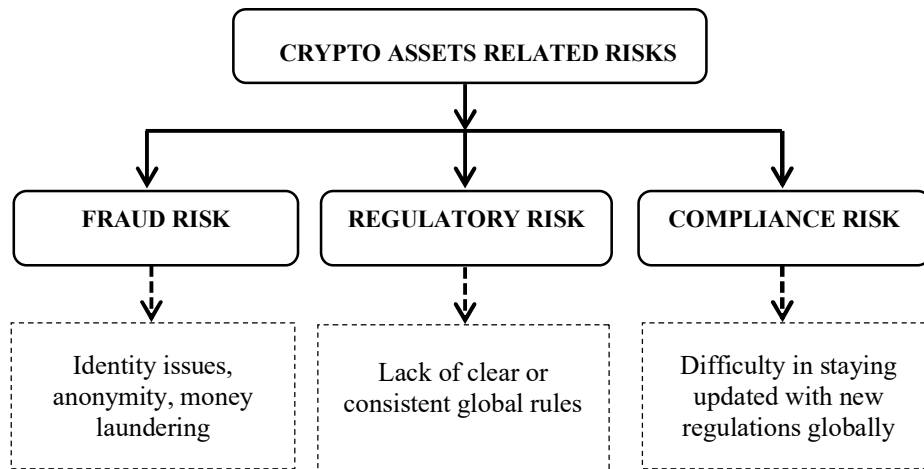 CRYPTO ASSETS RELATED RISKS
FRAUD RISK
REGULATORY RISK
COMPLIANCE RISK
Identity issues,
anonymity, money
laundering
Lack of clear or
consistent global rules
Difficulty in staying
updated with new
regulations globally